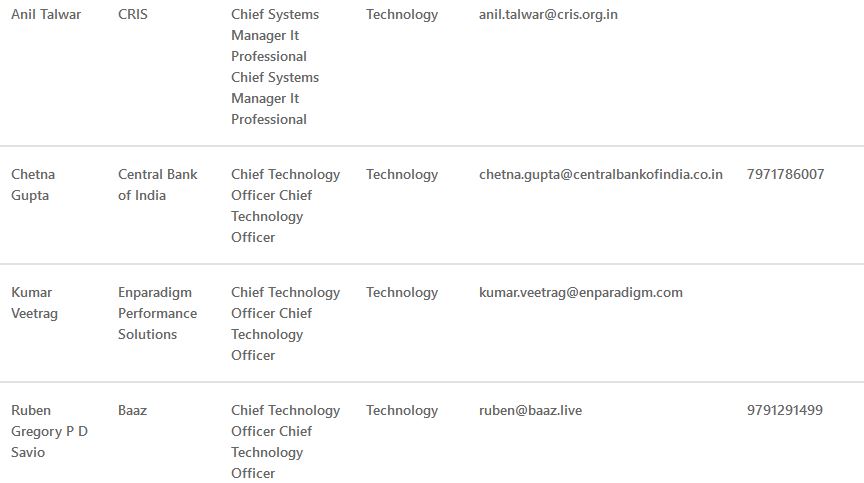 Anil Talwar CRIS Chief Systems Technology anil.talwar@cris.org.in
Manager It
Professional
Chief Systems
Manager It
Professional
Chetna Central Bank Chief Technology Technology chetna.gupta@centralbankofindia.co.in 7971786007
Gupta of India Officer Chief
Technology
Officer
Kumar Enparadigm Chief Technology Technology kumar.veetrag@enparadigm.com
Veetrag Performance Officer Chief
Solutions Technology
Officer
Ruben Baaz Chief Technology Technology ruben@baaz.live 9791291499
Gregory P D Officer Chief
Savio Technology
Officer